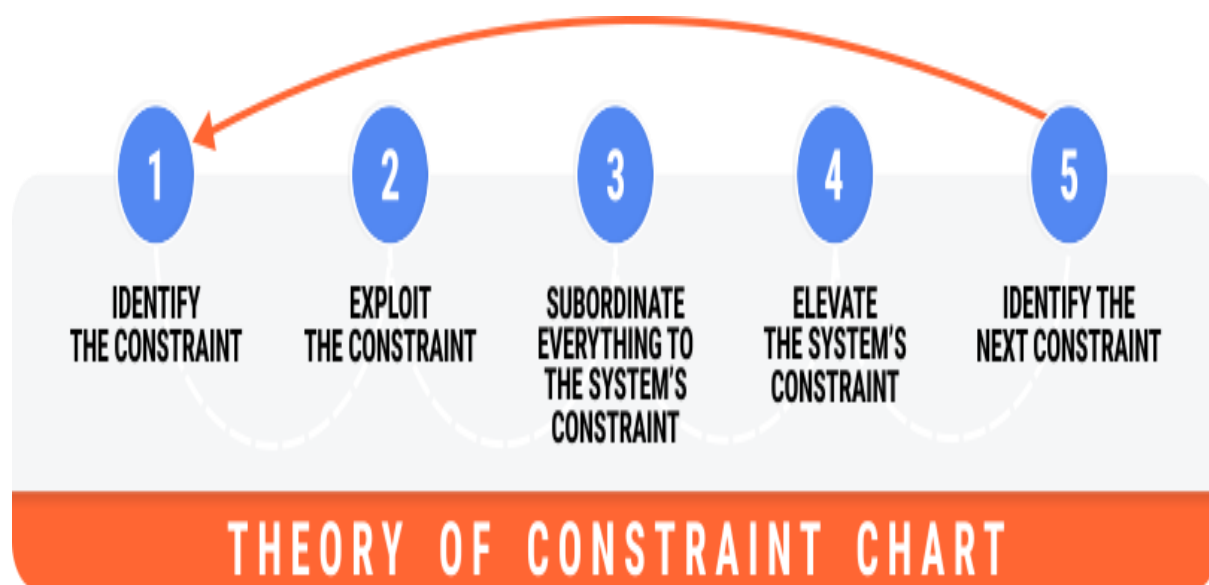 1
IDENTIFY
THE CONSTRAINT
2
EXPLOIT
THE CONSTRAINT
3
SUBORDINATE
EVERYTHING TO
THE SYSTEM'S
CONSTRAINT
4
ELEVATE
THE SYSTEM'S
CONSTRAINT
5
IDENTIFY THE
NEXT CONSTRAINT
THEORY OF CONSTRAINT CHART